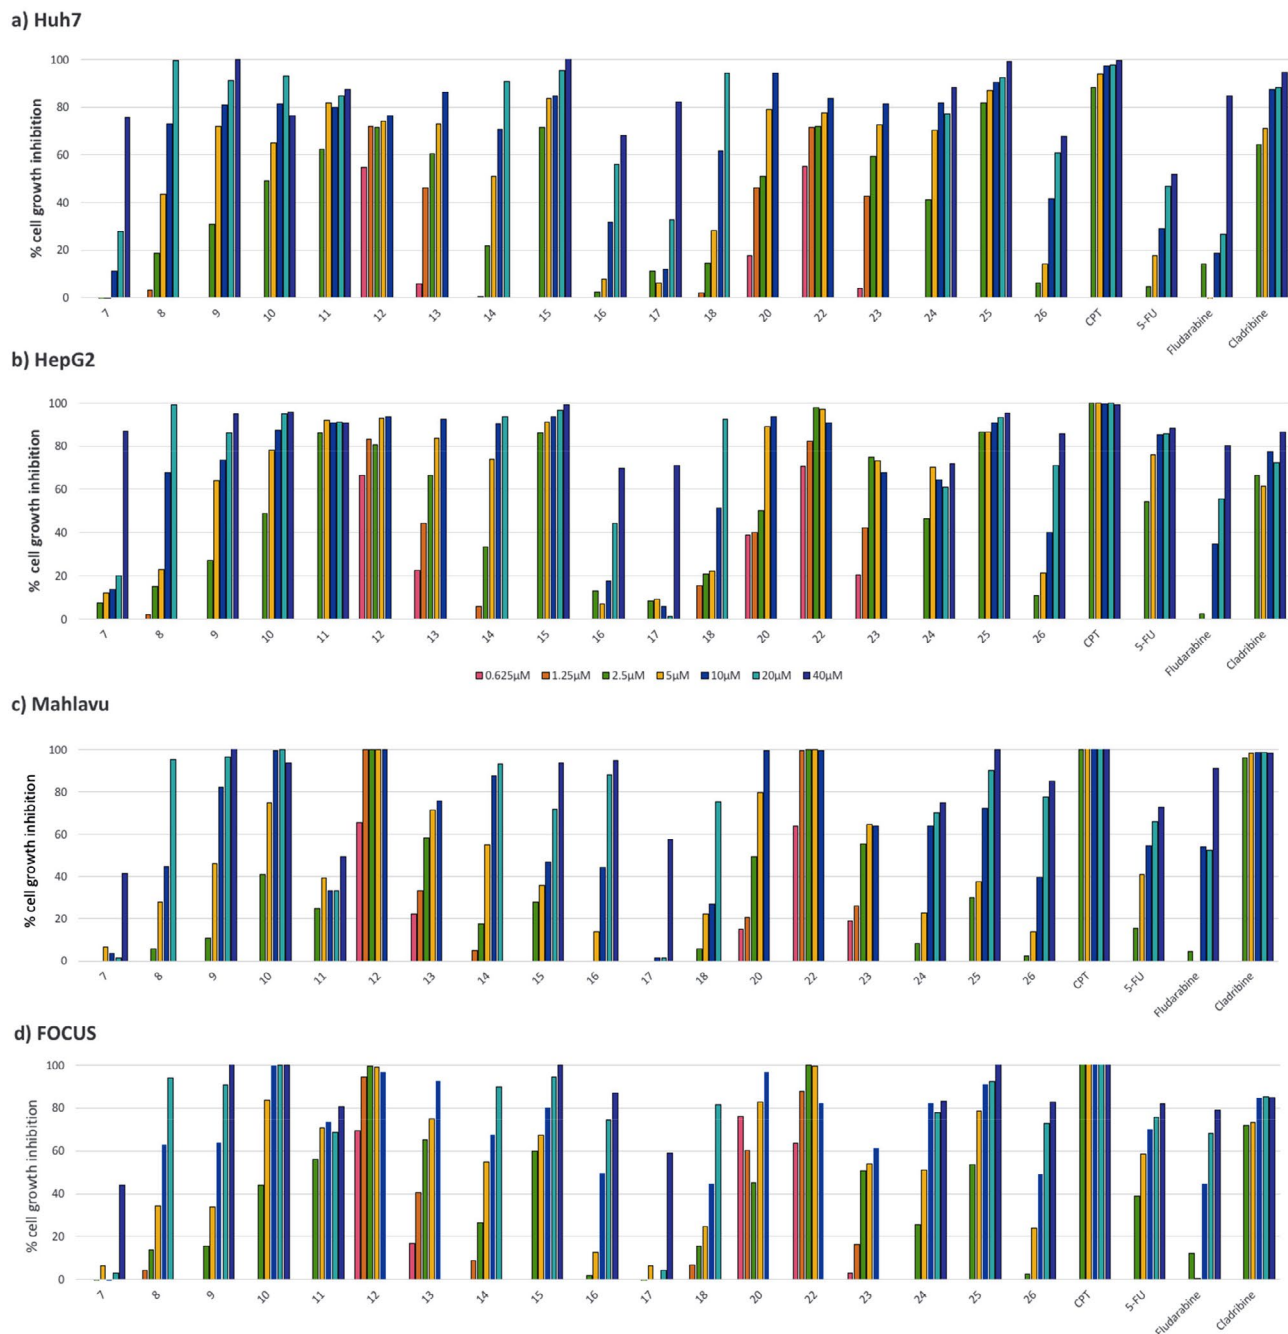 a) Huh7
% cell growth inhibition
100
80
60
40
20
0
7 8 9 10 11 12 13 14 15 16 17 18 20 22 23 24 25 26 CPT 5-FU Fludarabine Cladribine
b) HepG2
% cell growth inhibition
100
80
60
40
20
0
7 8 9 10 11 12 13 14 15 16 17 18 20 22 23 24 25 26 CPT 5-FU Fludarabine Cladribine
0.625µM 1.25µM 2.5µM 5µM 10µM 20µM 40µM
c) Mahlavu
% cell growth inhibition
100
80
60
40
20
0
7 8 9 10 11 12 13 14 15 16 17 18 20 22 23 24 25 26 CPT 5-FU Fludarabine Cladribine
d) FOCUS
% cell growth inhibition
100
80
60
40
20
0
7 8 9 10 11 12 13 14 15 16 17 18 20 22 23 24 25 26 CPT 5-FU Fludarabine Cladribine